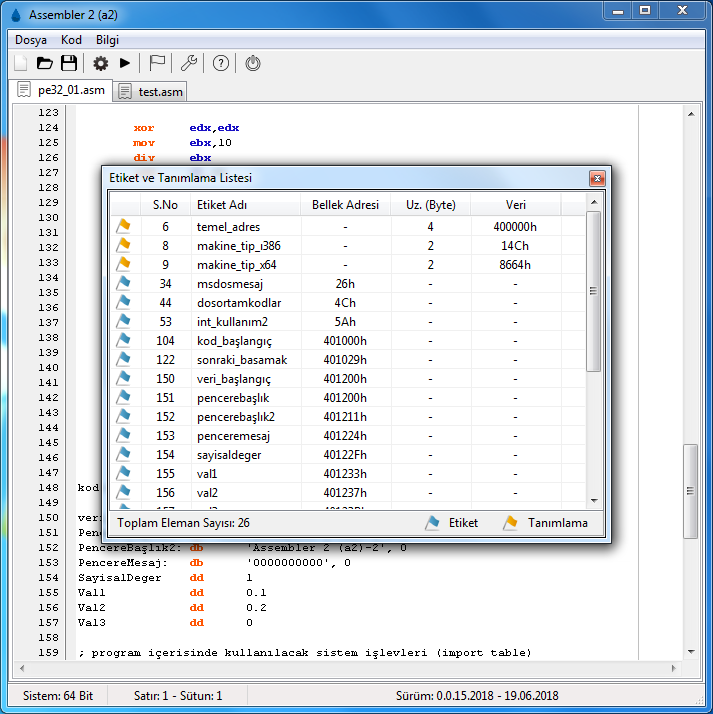 Assembler 2 (a2)
Dosya Kod Bilgi
pe32_01.asm test.asm
123
124 xor edx,edx
125 mov ebx,10
126 div ebx
127
128
129
130
131
132
133
134
135
136
137
138
139
140
141
142
143
144
145
146
147
148 kod
149
150 veri
151 Penc
152 PencereBaşlık2: db 'Assembler 2 (a2)-2', 0
153 PencereMesaj: db '0000000000', 0
154 SayisalDeger dd 1
155 Val1 dd 0.1
156 Val2 dd 0.2
157 Val3 dd 0
158
159 ; program içerisinde kullanılacak sistem işlevleri (import table)
Etiket ve Tanımlama Listesi
S.No Etiket Adı Bellek Adresi Uz. (Byte) Veri
6 temel_adres - 4 400000h
8 makine_tip_i386 - 2 14Ch
9 makine_tip_x64 - 2 8664h
34 msdosmesaj 26h - -
44 dosortamkodlar 4Ch - -
53 int_kullanım2 5Ah - -
104 kod_başlangıç 401000h - -
122 sonraki_basamak 401029h - -
150 veri_başlangıç 401200h - -
151 pencerebaşlık 401200h - -
152 pencerebaşlık2 401211h - -
153 penceremesaj 401224h - -
154 sayisaldeger 40122Fh - -
155 val1 401233h - -
156 val2 401237h - -
Toplam Eleman Sayısı: 26 Etiket Tanımlama
Sistem: 64 Bit Satır: 1 - Sütun: 1 Sürüm: 0.0.15.2018 - 19.06.2018